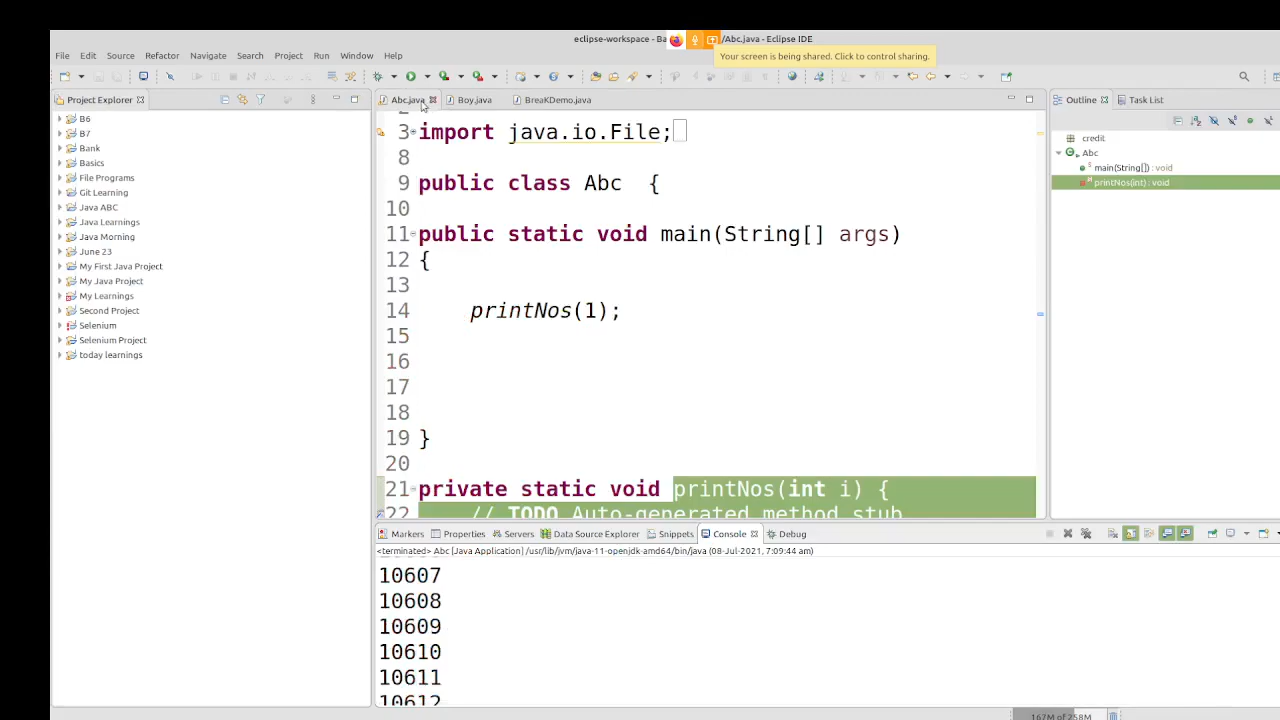 eclipse-workspace - Ba /Abc.java - Eclipse IDE
Your screen is being shared. Click to control sharing.
File Edit Source Refactor Navigate Search Project Run Window Help
Project Explorer
B6
B7
Bank
Basics
File Programs
Git Learning
Java ABC
Java Learnings
Java Morning
June 23
My First Java Project
My Java Project
My Learnings
Second Project
Selenium
Selenium Project
today learnings
Abc.java Boy.java BreaKDemo.java
3 import java.io.File;
8
9 public class Abc {
10
11 public static void main(String[] args)
12 {
13
14 printNos(1);
15
16
17
18
19 }
20
21 private static void printNos(int i) {
22 // TODO Auto-generated method stub
Outline Task List
credit
Abc
main(String[]) : void
printNos(int) : void
Markers Properties Servers Data Source Explorer Snippets Console Debug
<terminated> Abc [Java Application] /usr/lib/jvm/java-11-openjdk-amd64/bin/java (08-Jul-2021, 7:09:44 am)
10607
10608
10609
10610
10611
10612
167M of 258M